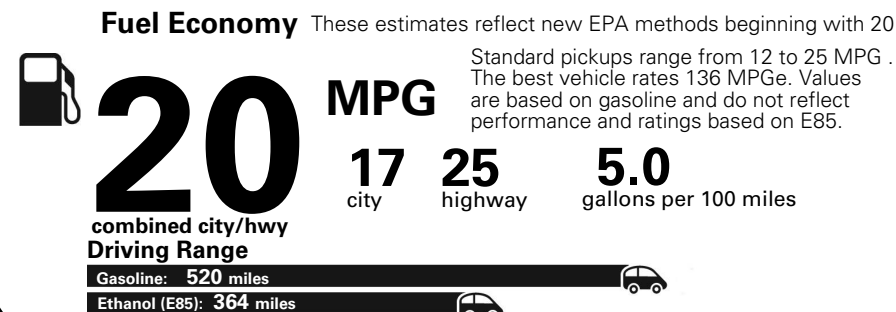 Fuel Economy These estimates reflect new EPA methods beginning with 20
Standard pickups range from 12 to 25 MPG .
The best vehicle rates 136 MPGe. Values
are based on gasoline and do not reflect
performance and ratings based on E85.
20 MPG
17 25 5.0
city highway gallons per 100 miles
combined city/hwy
Driving Range
Gasoline: 520 miles
Ethanol (E85): 364 miles